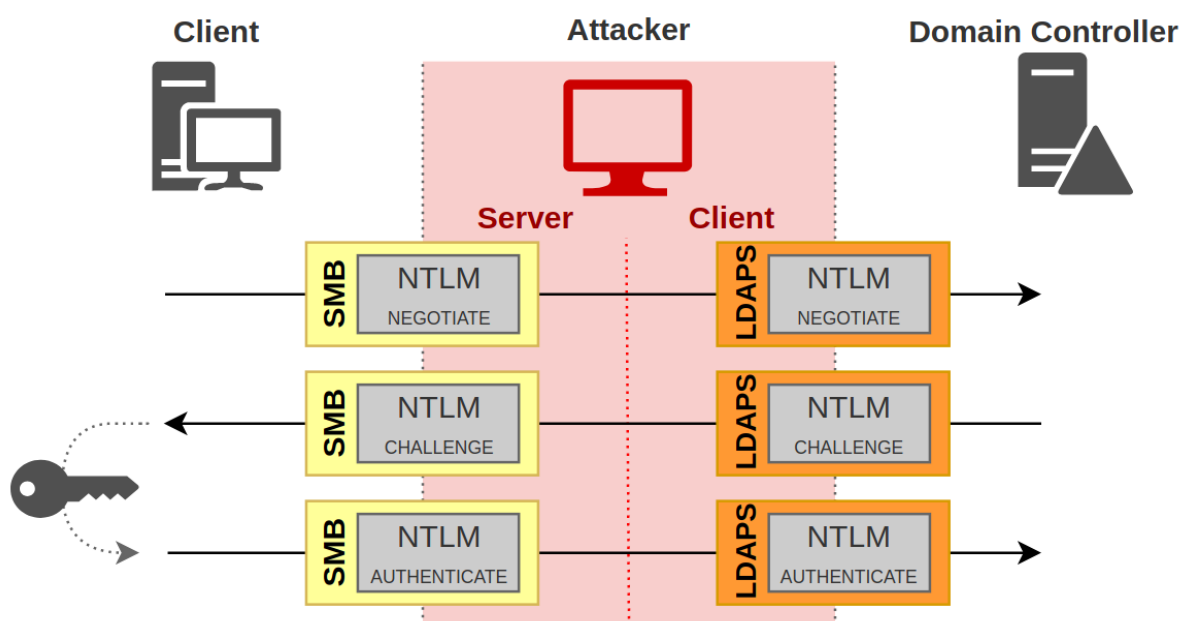 Client
Attacker
Domain Controller
Server
Client
SMB
NTLM
NEGOTIATE
LDAPS
NTLM
NEGOTIATE
SMB
NTLM
CHALLENGE
LDAPS
NTLM
CHALLENGE
SMB
NTLM
AUTHENTICATE
LDAPS
NTLM
AUTHENTICATE